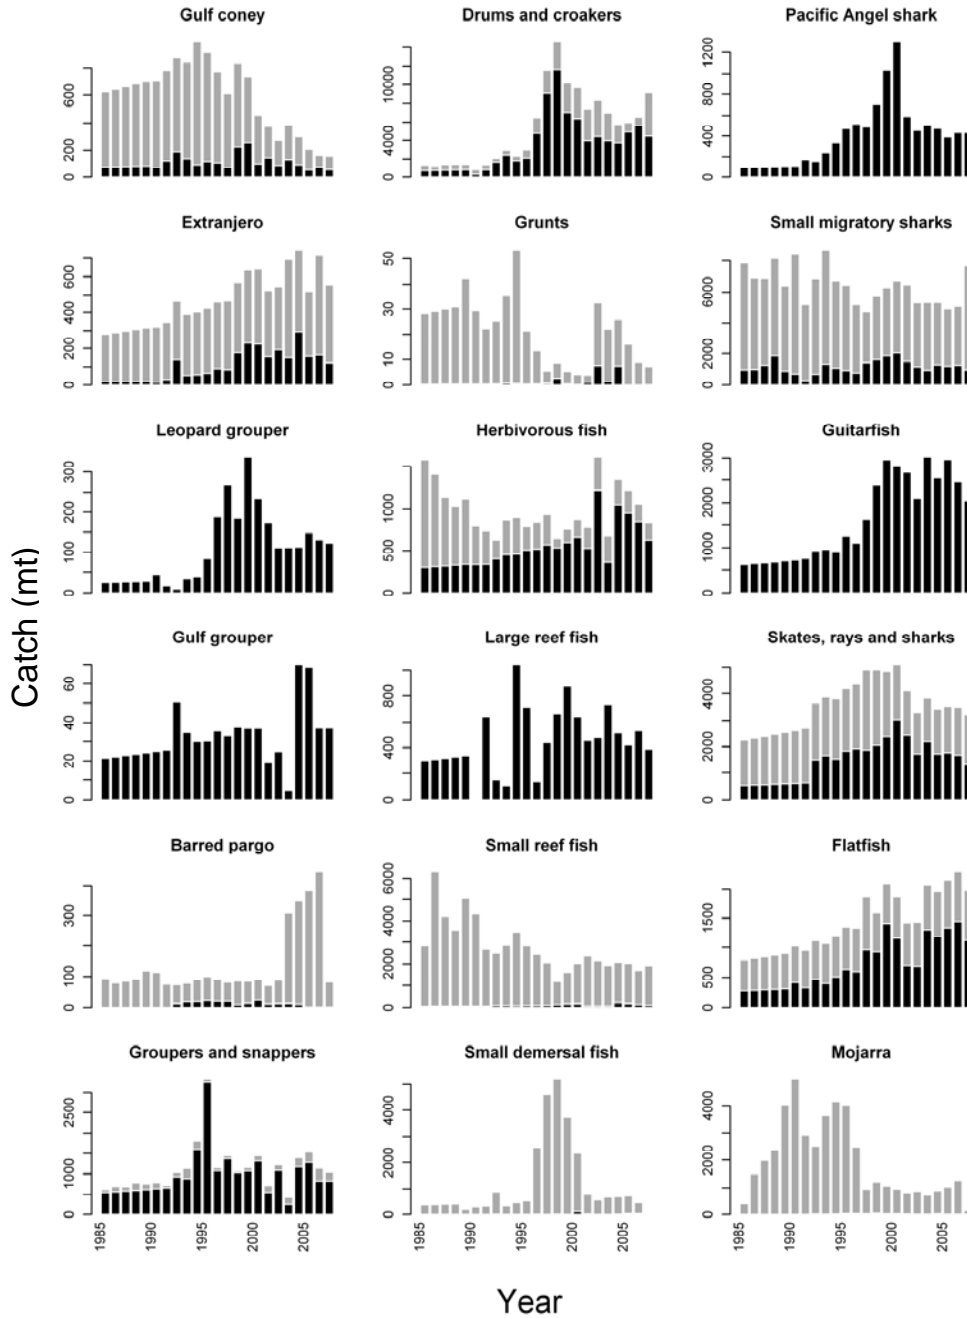 Gulf coney
Drums and croakers
Pacific Angel shark
0 200 600
0 4000 10000
0 400 800 1200
Extranjero
Grunts
Small migratory sharks
0 200 400 600
0 10 30 50
0 2000 6000
Leopard grouper
Herbivorous fish
Guitarfish
0 100 200 300
0 500 1000
0 1000 2000 3000
Catch (mt)
Gulf grouper
Large reef fish
Skates, rays and sharks
0 20 40 60
0 400 800
0 2000 4000
Barred pargo
Small reef fish
Flatfish
0 100 300
0 2000 4000 6000
0 500 1500
Groupers and snappers
Small demersal fish
Mojarra
0 1000 2500
0 2000 4000
0 2000 4000
1985 1990 1995 2000 2005
1985 1990 1995 2000 2005
1985 1990 1995 2000 2005
Year